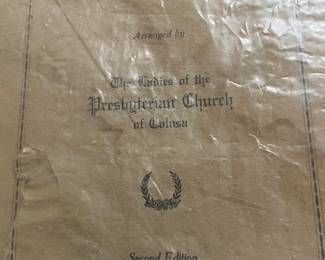 Arranged by
The Ladies of the
Presbyterian Church
of Colusa
Second Edition